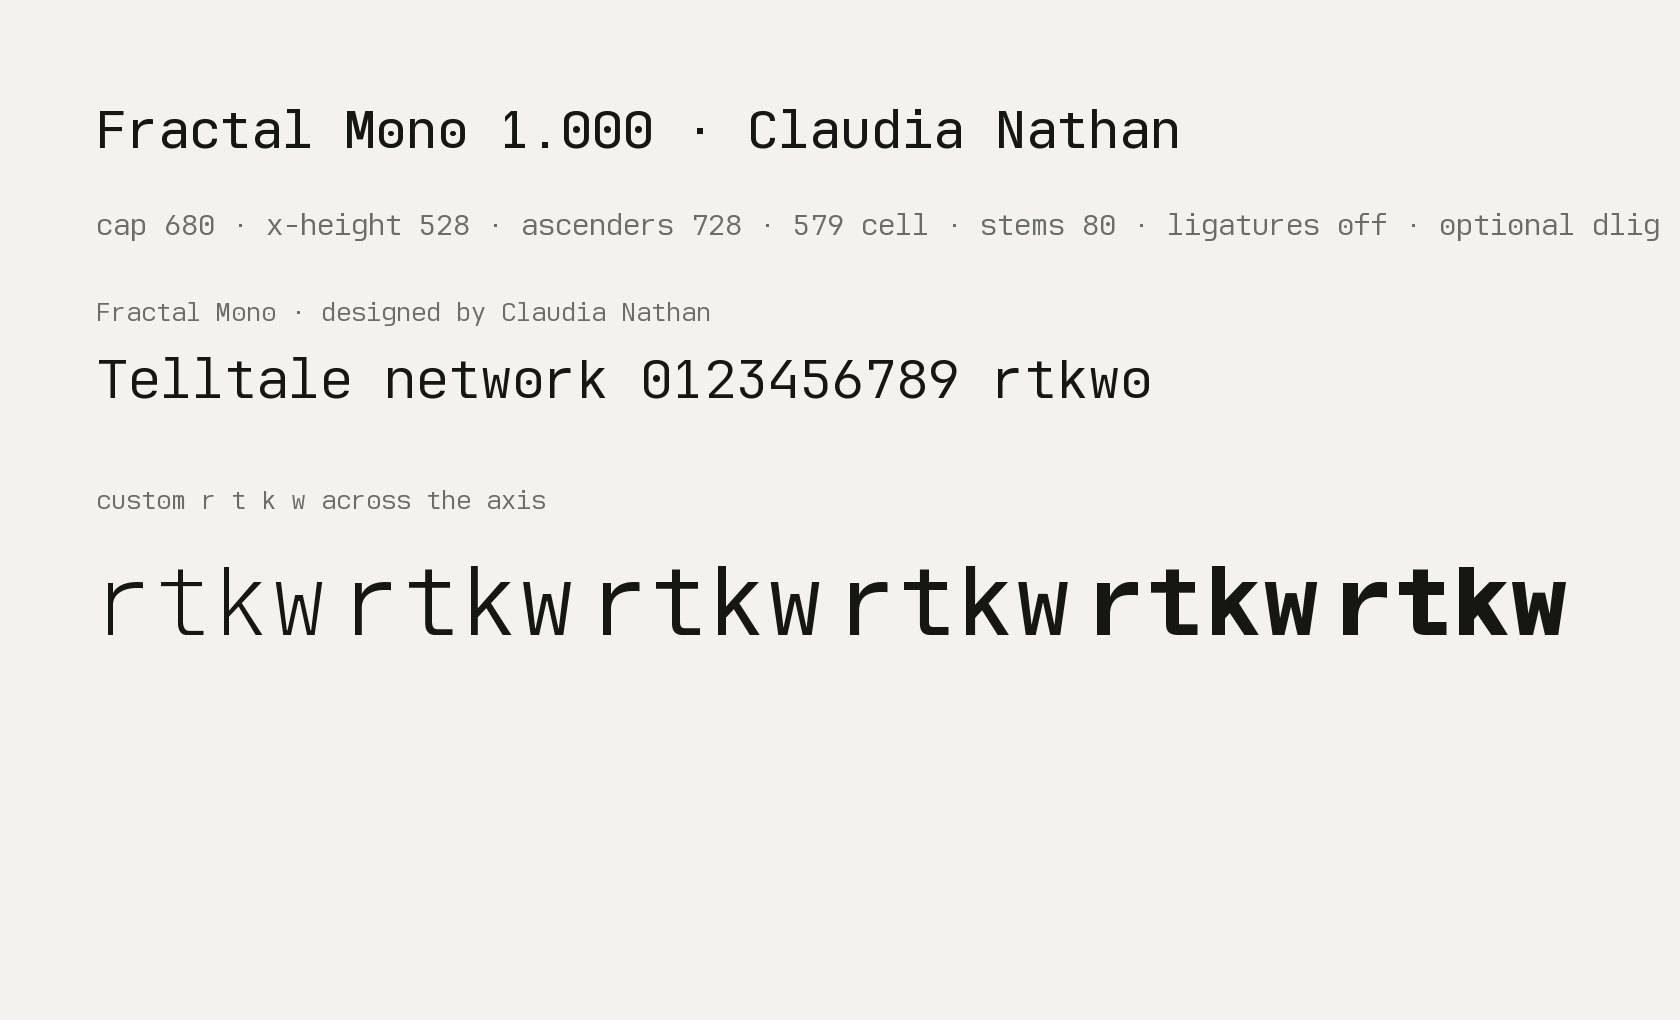 Fractal Mono 1.000 · Claudia Nathan
cap 680 · x-height 528 · ascenders 728 · 579 cell · stems 80 · ligatures off · optional dlig
Fractal Mono · designed by Claudia Nathan
Telltale network 0123456789 rtkwo
custom r t k w across the axis
rtkw rtkw rtkw rtkw rtkw rtkw